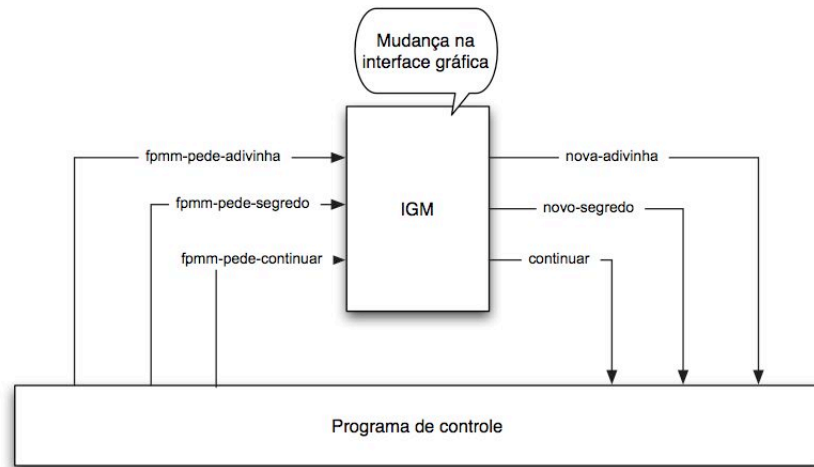 Mudança na
interface gráfica
fpmm-pede-adivinha
nova-adivinha
fpmm-pede-segredo
IGM
novo-segredo
fpmm-pede-continuar
continuar
Programa de controle